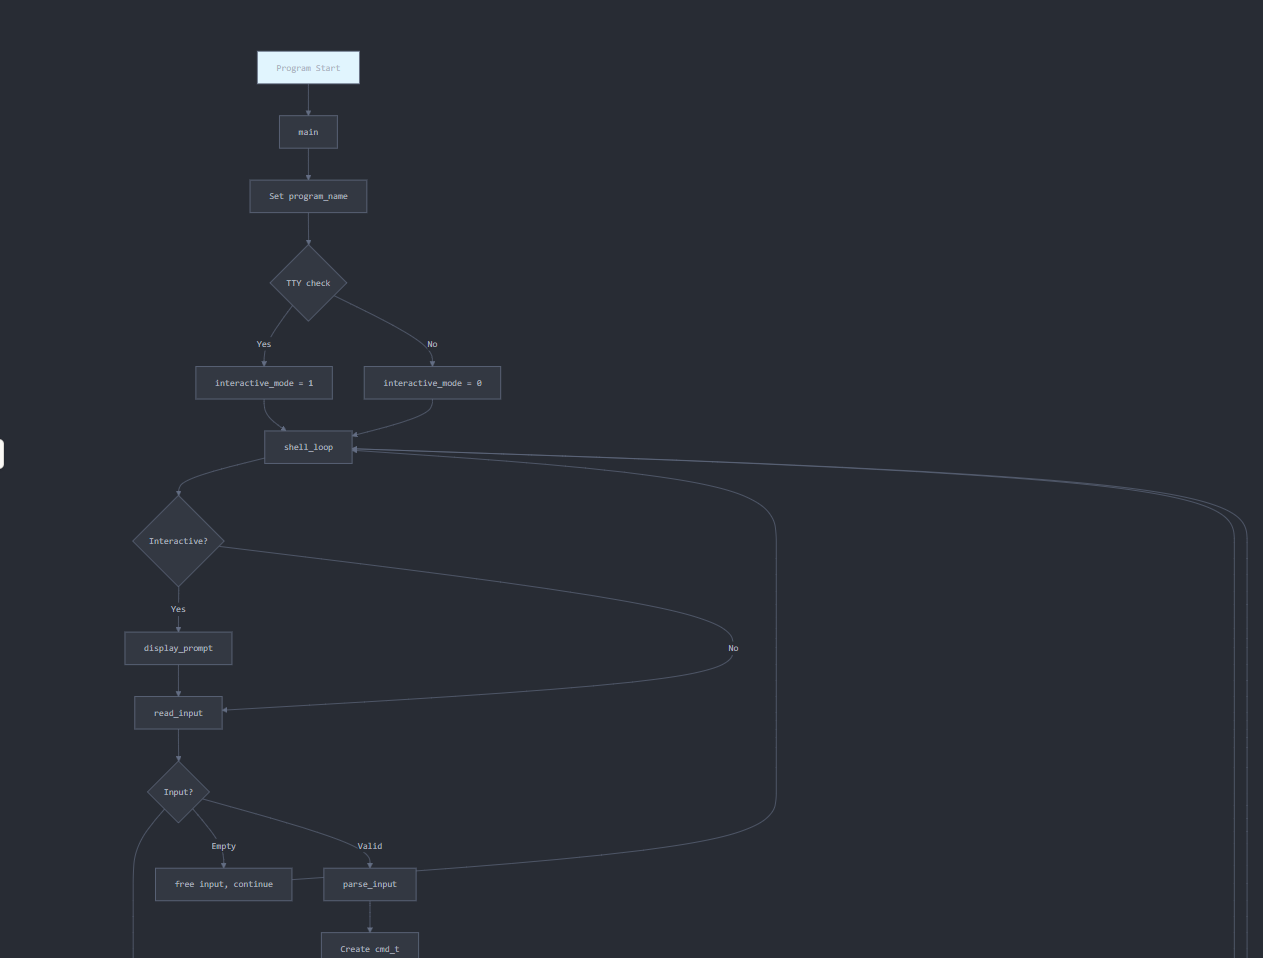 Program Start
main
Set program_name
TTY check
Yes
No
interactive_mode = 1
interactive_mode = 0
shell_loop
Interactive?
Yes
display_prompt
No
read_input
Input?
Empty
Valid
free input, continue
parse_input
Create cmd_t